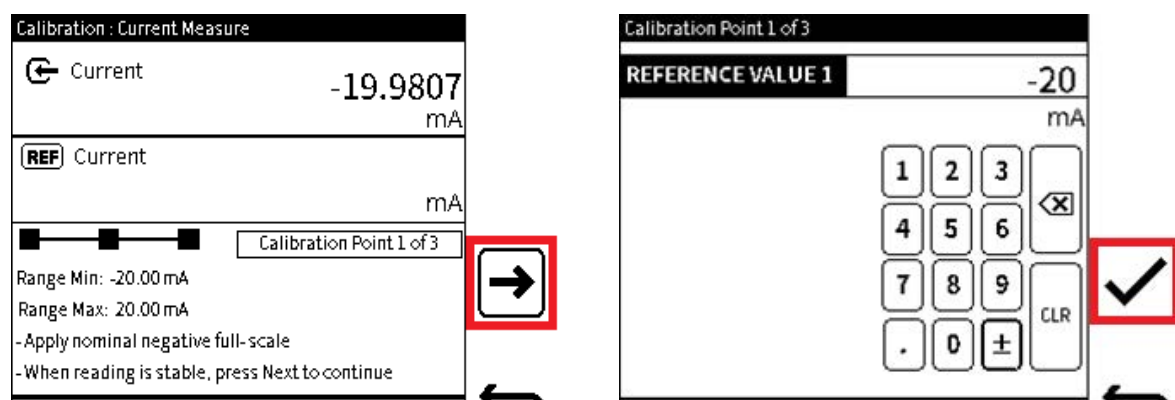 Calibration : Current Measure
Current
-19.9807
mA
REF Current
mA
Calibration Point 1 of 3
Range Min: -20.00 mA
Range Max: 20.00 mA
-Apply nominal negative full-scale
-When reading is stable, press Next to continue
Calibration Point 1 of 3
REFERENCE VALUE 1 -20
mA
1 2 3
4 5 6
7 8 9
CLR
. 0 ±